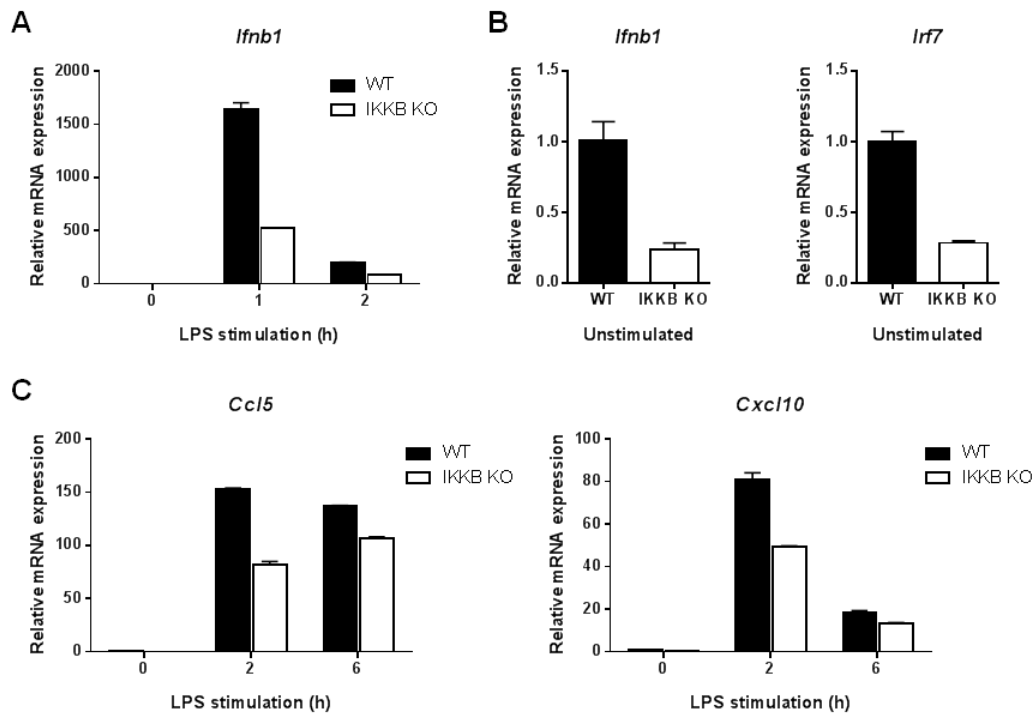 A
Ifnb1
Relative mRNA expression
2000
1500
1000
500
0
WT
IKKB KO
0 1 2
LPS stimulation (h)
B
Ifnb1
Relative mRNA expression
1.5
1.0
0.5
0.0
WT IKKB KO
Unstimulated
Irf7
Relative mRNA expression
1.5
1.0
0.5
0.0
WT IKKB KO
Unstimulated
C
Ccl5
Relative mRNA expression
200
150
100
50
0
WT
IKKB KO
0 2 6
LPS stimulation (h)
Cxcl10
Relative mRNA expression
100
80
60
40
20
0
WT
IKKB KO
0 2 6
LPS stimulation (h)